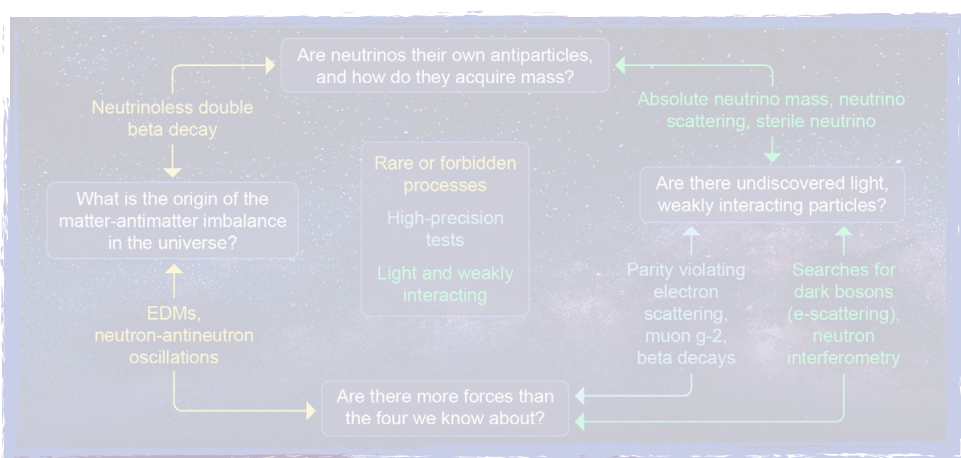 Are neutrinos their own antiparticles,
and how do they acquire mass?
Neutrinoless double
beta decay
Absolute neutrino mass, neutrino
scattering, sterile neutrino
Rare or forbidden
processes
High-precision
tests
Light and weakly
interacting
What is the origin of the
matter-antimatter imbalance
in the universe?
Are there undiscovered light,
weakly interacting particles?
EDMs,
neutron-antineutron
oscillations
Parity violating
electron
scattering,
muon g-2,
beta decays
Searches for
dark bosons
(e-scattering),
neutron
interferometry
Are there more forces than
the four we know about?